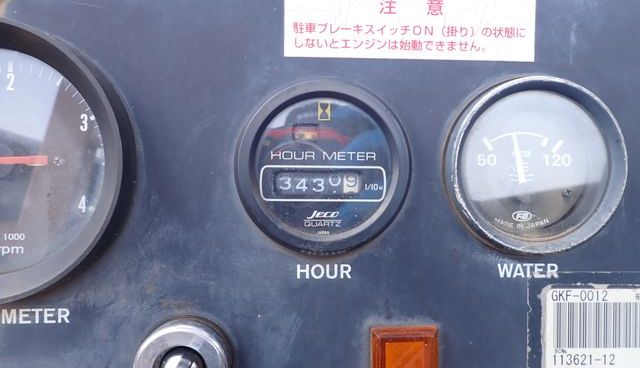 注 意
駐車ブレーキスイッチON（掛り）の状態に
しないとエンジンは始動できません。
2
3
4
1000
rpm
METER
HOUR METER
1/10H
Jeco
QUARTZ
JAPAN
HOUR
50
WATER
120
MADE IN JAPAN
WATER
GKF-0012
113621-12